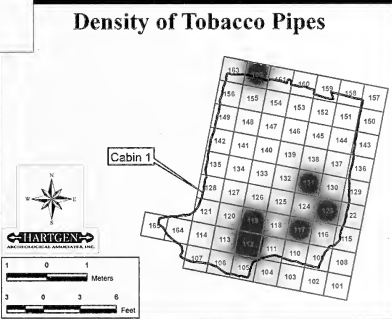 Density of Tobacco Pipes
163 161 160 159 158 157
156 155 154 153 152 151 150
149 148 147 146 145 144 143
142 141 140 139 138 137 136
Cabin 1
135 134 133 132 131 130 129
128 127 126 125 124 123 22
165 164 121 120 119 118 117 116 115
114 113 112 111 110 109 108
107 106 105 104 103 102 101
N
W E
S
HARTGEN
ARCHEOLOGICAL ASSOCIATES, INC.
1 0 1
Meters
3 0 3 6
Feet